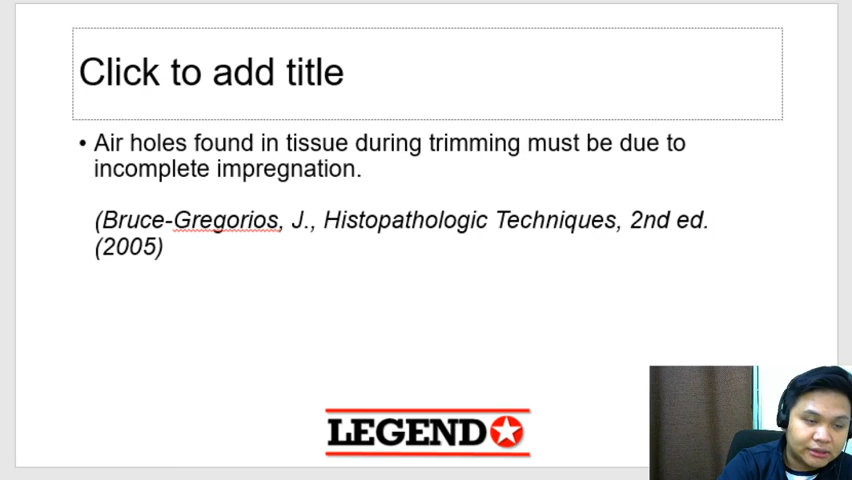 Click to add title
• Air holes found in tissue during trimming must be due to
incomplete impregnation.
(Bruce-Gregorios, J., Histopathologic Techniques, 2nd ed.
(2005)
LEGEND